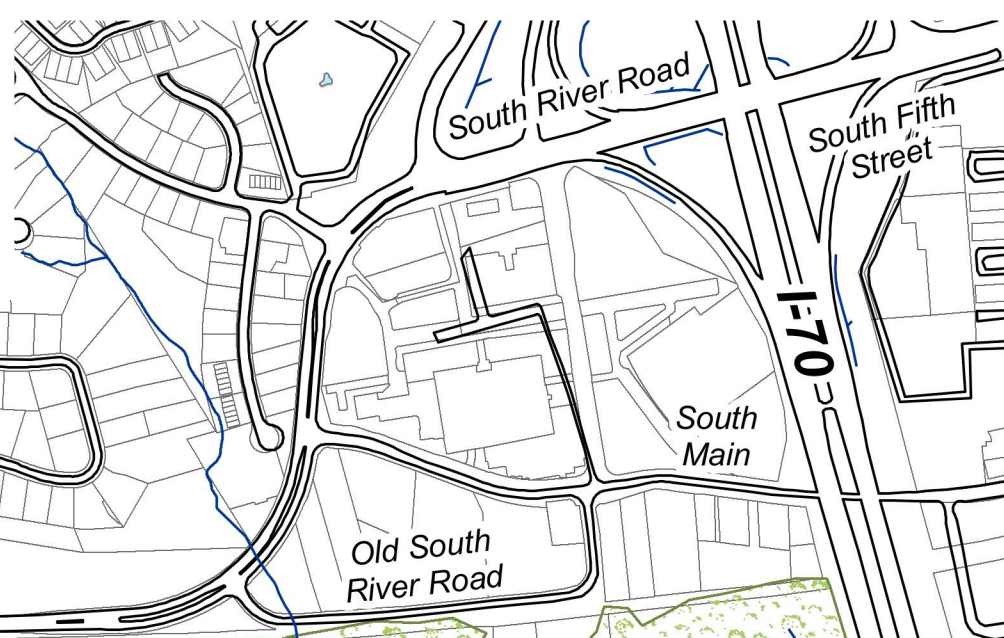 South River Road
South Fifth
Street
I-70
South
Main
Old South
River Road